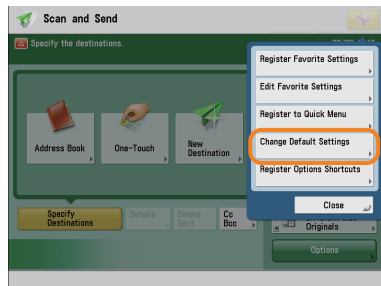 Scan and Send
Specify the destinations.
Register Favorite Settings
Edit Favorite Settings
Register to Quick Menu
Change Default Settings
Register Options Shortcuts
Close
Address Book
One-Touch
New
Destination
Specify
Destinations
Details
Delete
Dest.
Cc
Bcc
Originals
Options